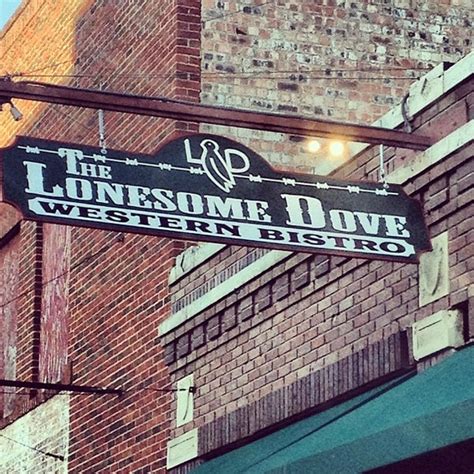 LD
THE LONESOME DOVE
WESTERN BISTRO